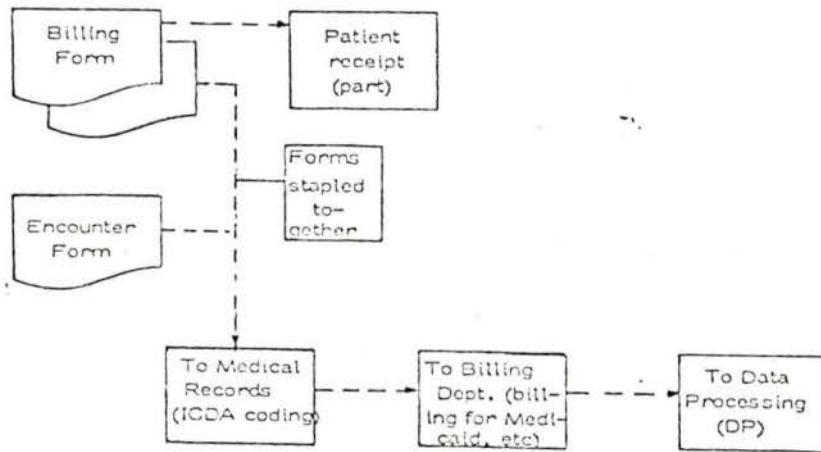 Billing
Form
Patient
receipt
(part)
Forms
stapled
to-
gether
Encounter
Form
To Medical
Records
(ICDA coding)
To Billing
Dept. (bill-
ing for Medi-
caid, etc)
To Data
Processing
(DP)